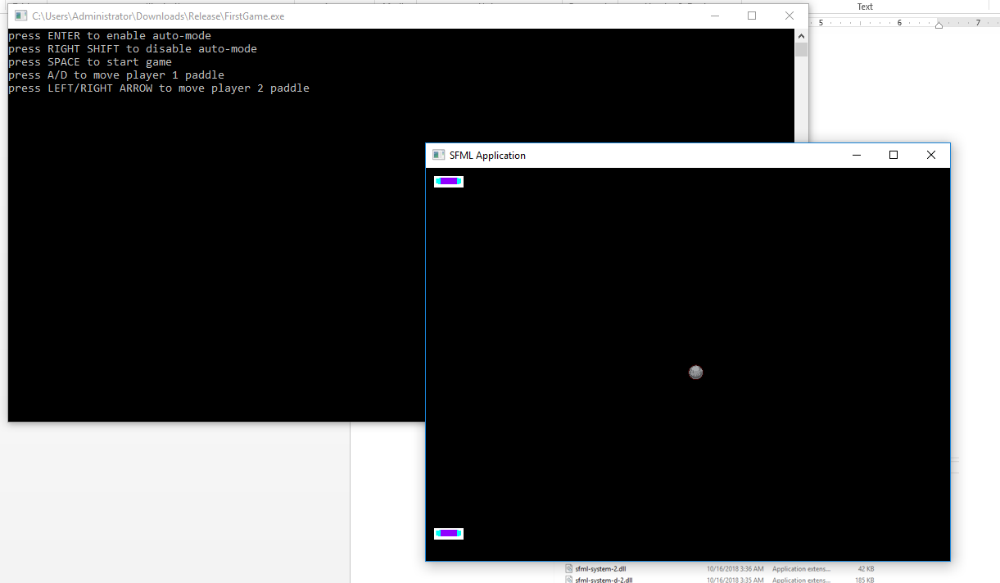 Text
C:\Users\Administrator\Downloads\Release\FirstGame.exe
5 6 7
press ENTER to enable auto-mode
press RIGHT SHIFT to disable auto-mode
press SPACE to start game
press A/D to move player 1 paddle
press LEFT/RIGHT ARROW to move player 2 paddle
SFML Application
sfml-system-2.dll 10/16/2018 3:36 AM Application extens... 42 KB
sfml-system-d-2.dll 10/16/2018 3:35 AM Application extens... 185 KB